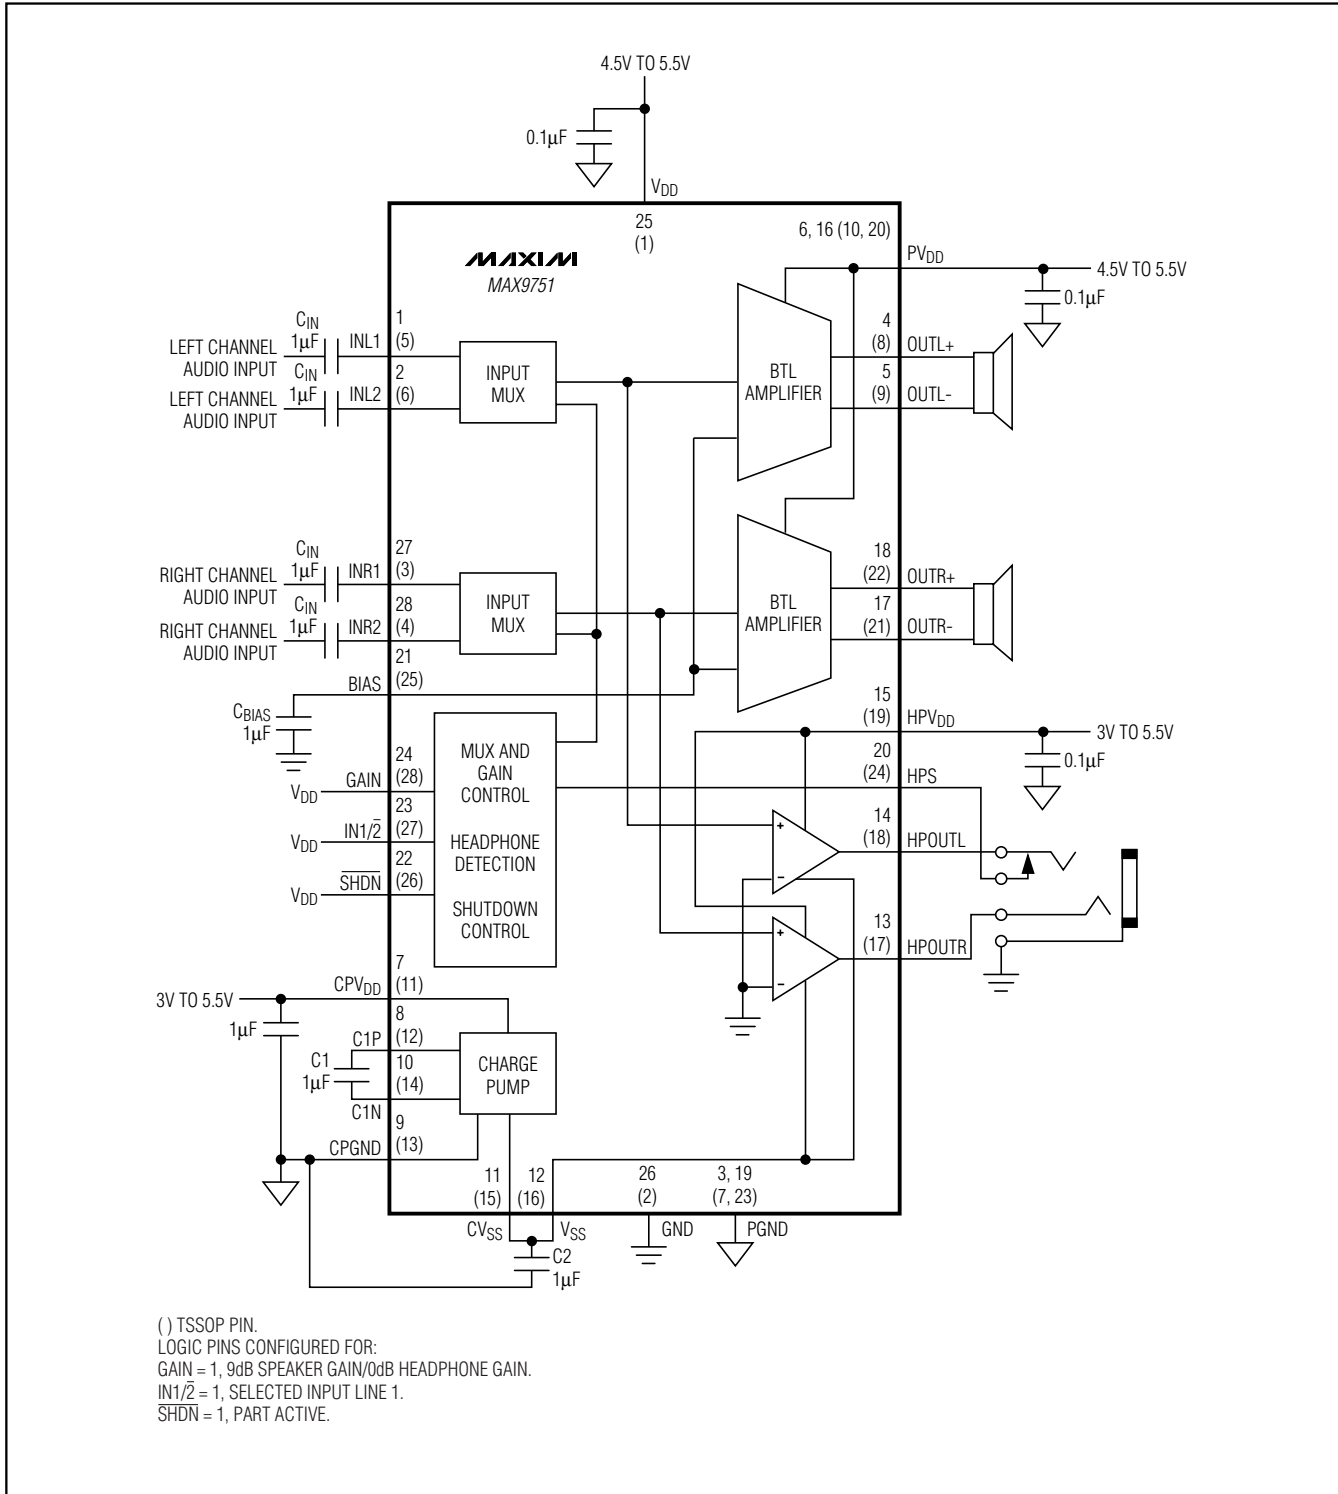 4.5V TO 5.5V
0.1μF
VDD
25
(1)
6, 16 (10, 20)
MAXIM
MAX9751
PVDD
4.5V TO 5.5V
0.1μF
CIN
1μF
LEFT CHANNEL
AUDIO INPUT
INL1
1
(5)
CIN
1μF
LEFT CHANNEL
AUDIO INPUT
INL2
2
(6)
INPUT
MUX
BTL
AMPLIFIER
4
(8)
OUTL+
5
(9)
OUTL-
CIN
1μF
RIGHT CHANNEL
AUDIO INPUT
INR1
27
(3)
CIN
1μF
RIGHT CHANNEL
AUDIO INPUT
INR2
28
(4)
INPUT
MUX
BTL
AMPLIFIER
18
(22)
OUTR+
17
(21)
OUTR-
21
(25)
BIAS
CBIAS
1μF
15
(19)
HPVDD
3V TO 5.5V
0.1μF
20
(24)
HPS
24
(28)
VDD
GAIN
23
(27)
VDD
IN1/2̅
22
(26)
VDD
S̅H̅D̅N̅
MUX AND
GAIN
CONTROL
HEADPHONE
DETECTION
SHUTDOWN
CONTROL
+
−
14
(18)
HPOUTL
+
−
13
(17)
HPOUTR
7
(11)
CPVDD
3V TO 5.5V
1μF
8
(12)
C1P
C1
1μF
10
(14)
C1N
CHARGE
PUMP
9
(13)
CPGND
11
(15)
12
(16)
26
(2)
3, 19
(7, 23)
CVSS
VSS
GND
PGND
C2
1μF
( ) TSSOP PIN.
LOGIC PINS CONFIGURED FOR:
GAIN = 1, 9dB SPEAKER GAIN/0dB HEADPHONE GAIN.
IN1/2̅ = 1, SELECTED INPUT LINE 1.
S̅H̅D̅N̅ = 1, PART ACTIVE.